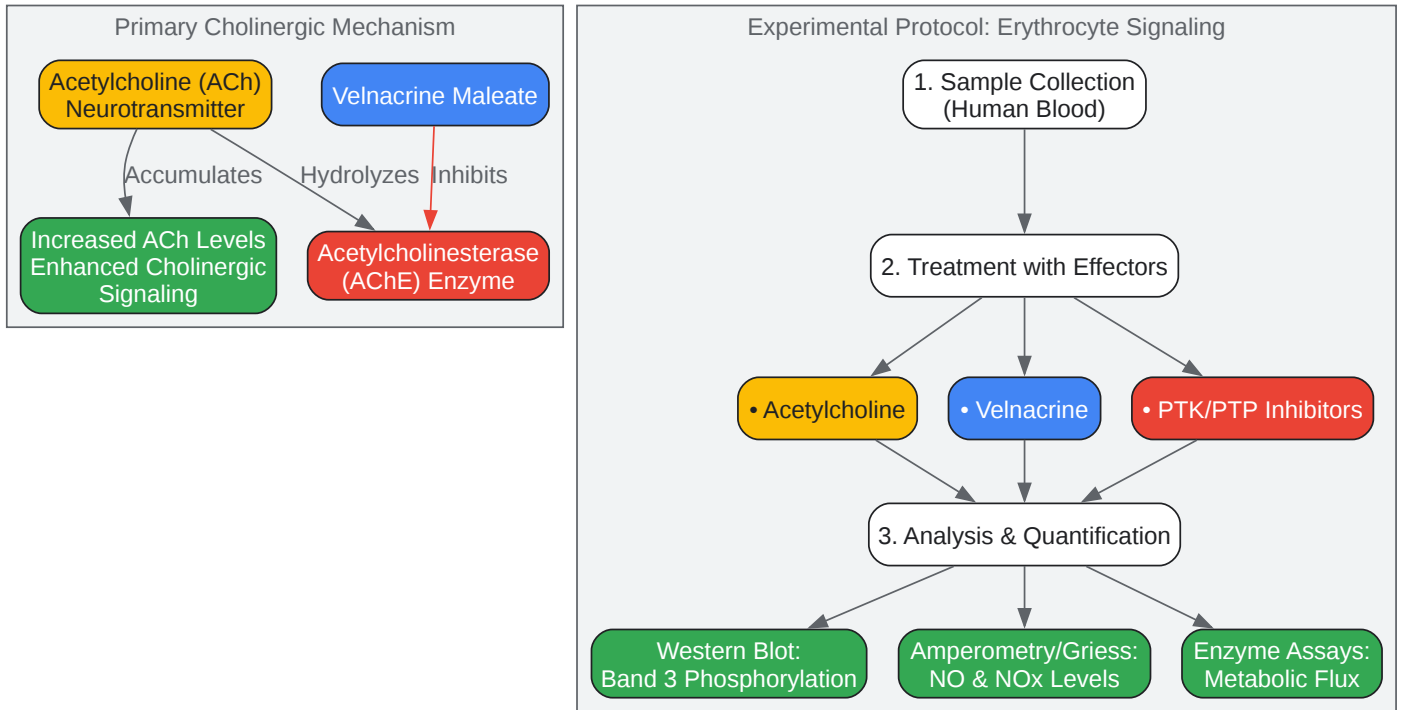 Primary Cholinergic Mechanism
Acetylcholine (ACh)
Neurotransmitter
Velnacrine Maleate
Accumulates
Hydrolyzes
Inhibits
Increased ACh Levels
Enhanced Cholinergic
Signaling
Acetylcholinesterase
(AChE) Enzyme
Experimental Protocol: Erythrocyte Signaling
1. Sample Collection
(Human Blood)
2. Treatment with Effectors
• Acetylcholine
• Velnacrine
• PTK/PTP Inhibitors
3. Analysis & Quantification
Western Blot:
Band 3 Phosphorylation
Amperometry/Griess:
NO & NOx Levels
Enzyme Assays:
Metabolic Flux